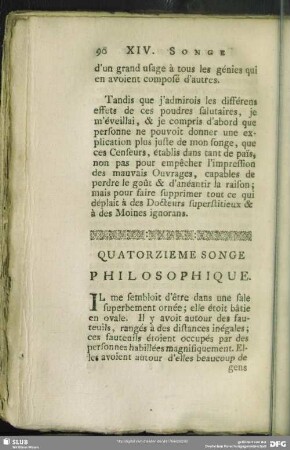 90 XIV. SONGE
d'un grand usage à tous les génies qui
en avoient composé d'autres.
Tandis que j'admirois les différens
effets de ces poudres salutaires, je
m'éveillai, & je compris d'abord que
personne ne pouvoit donner une ex-
plication plus juste de mon songe, que
ces Censeurs, établis dans tant de païs,
non pas pour empêcher l'impression
des mauvais Ouvrages, capables de
perdre le goût & d'anéantir la raison;
mais pour faire supprimer tout ce qui
déplait à des Docteurs superstitieux &
à des Moines ignorans.
QUATORZIEME SONGE
PHILOSOPHIQUE.
IL me sembloit d'être dans une sale
superbement ornée; elle étoit bâtie
en ovale. Il y avoit autour des fau-
teuils, rangés à des distances inégales;
ces fauteuils étoient occupés par des
personnes habillées magnifiquement. El-
les avoient autour d'elles beaucoup de
gens
SLUB
DFG